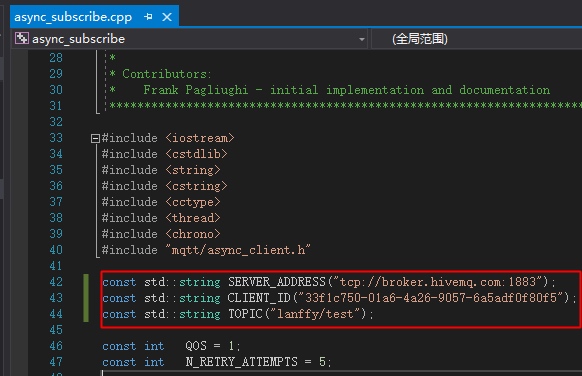 async_subscribe.cpp
async_subscribe (全局范围)
28 *
29 * Contributors:
30 * Frank Pagliughi - initial implementation and documentation
31 *******************************************************************
32
33 #include <iostream>
34 #include <cstdlib>
35 #include <string>
36 #include <cstring>
37 #include <cctype>
38 #include <thread>
39 #include <chrono>
40 #include "mqtt/async_client.h"
41
42 const std::string SERVER_ADDRESS("tcp://broker.hivemq.com:1883");
43 const std::string CLIENT_ID("33f1c750-01a6-4a26-9057-6a5adf0f80f5");
44 const std::string TOPIC("lanffy/test");
45
46 const int QOS = 1;
47 const int N_RETRY_ATTEMPTS = 5;